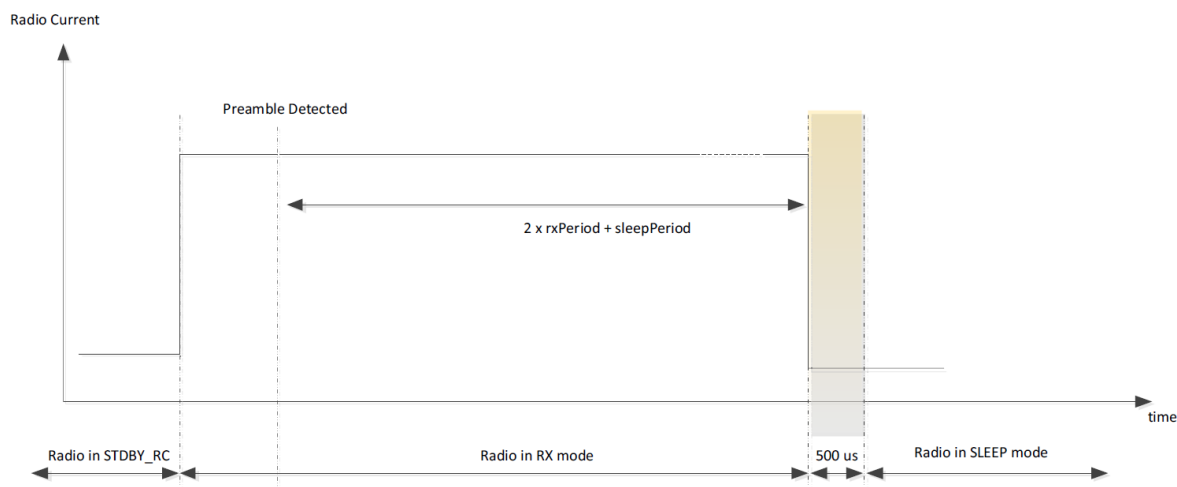 Radio Current
Preamble Detected
2 x rxPeriod + sleepPeriod
time
Radio in STDBY_RC
Radio in RX mode
500 us
Radio in SLEEP mode